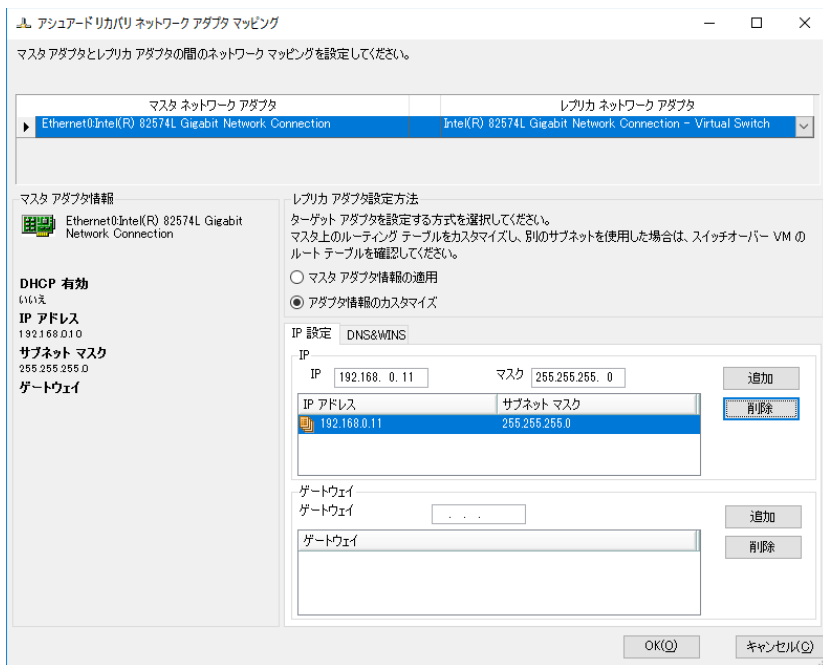 アシュアード リカバリ ネットワーク アダプタ マッピング
マスタ アダプタとレプリカ アダプタの間のネットワーク マッピングを設定してください。
マスタ ネットワーク アダプタ レプリカ ネットワーク アダプタ
Ethernet0:Intel(R) 82574L Gigabit Network Connection Intel(R) 82574L Gigabit Network Connection - Virtual Switch
マスタ アダプタ情報
Ethernet0:Intel(R) 82574L Gigabit
Network Connection
DHCP 有効
いいえ
IP アドレス
192.168.0.10
サブネット マスク
255.255.255.0
ゲートウェイ
レプリカ アダプタ設定方法
ターゲット アダプタを設定する方式を選択してください。
マスタ上のルーティング テーブルをカスタマイズし、別のサブネットを使用した場合は、スイッチオーバー VM の
ルート テーブルを確認してください。
マスタ アダプタ情報の適用
アダプタ情報のカスタマイズ
IP 設定 DNS&WINS
IP
IP 192.168. 0. 11 マスク 255.255.255. 0 追加
IP アドレス サブネット マスク 削除
192.168.0.11 255.255.255.0
ゲートウェイ
ゲートウェイ . . . 追加
ゲートウェイ 削除
OK(O) キャンセル(C)